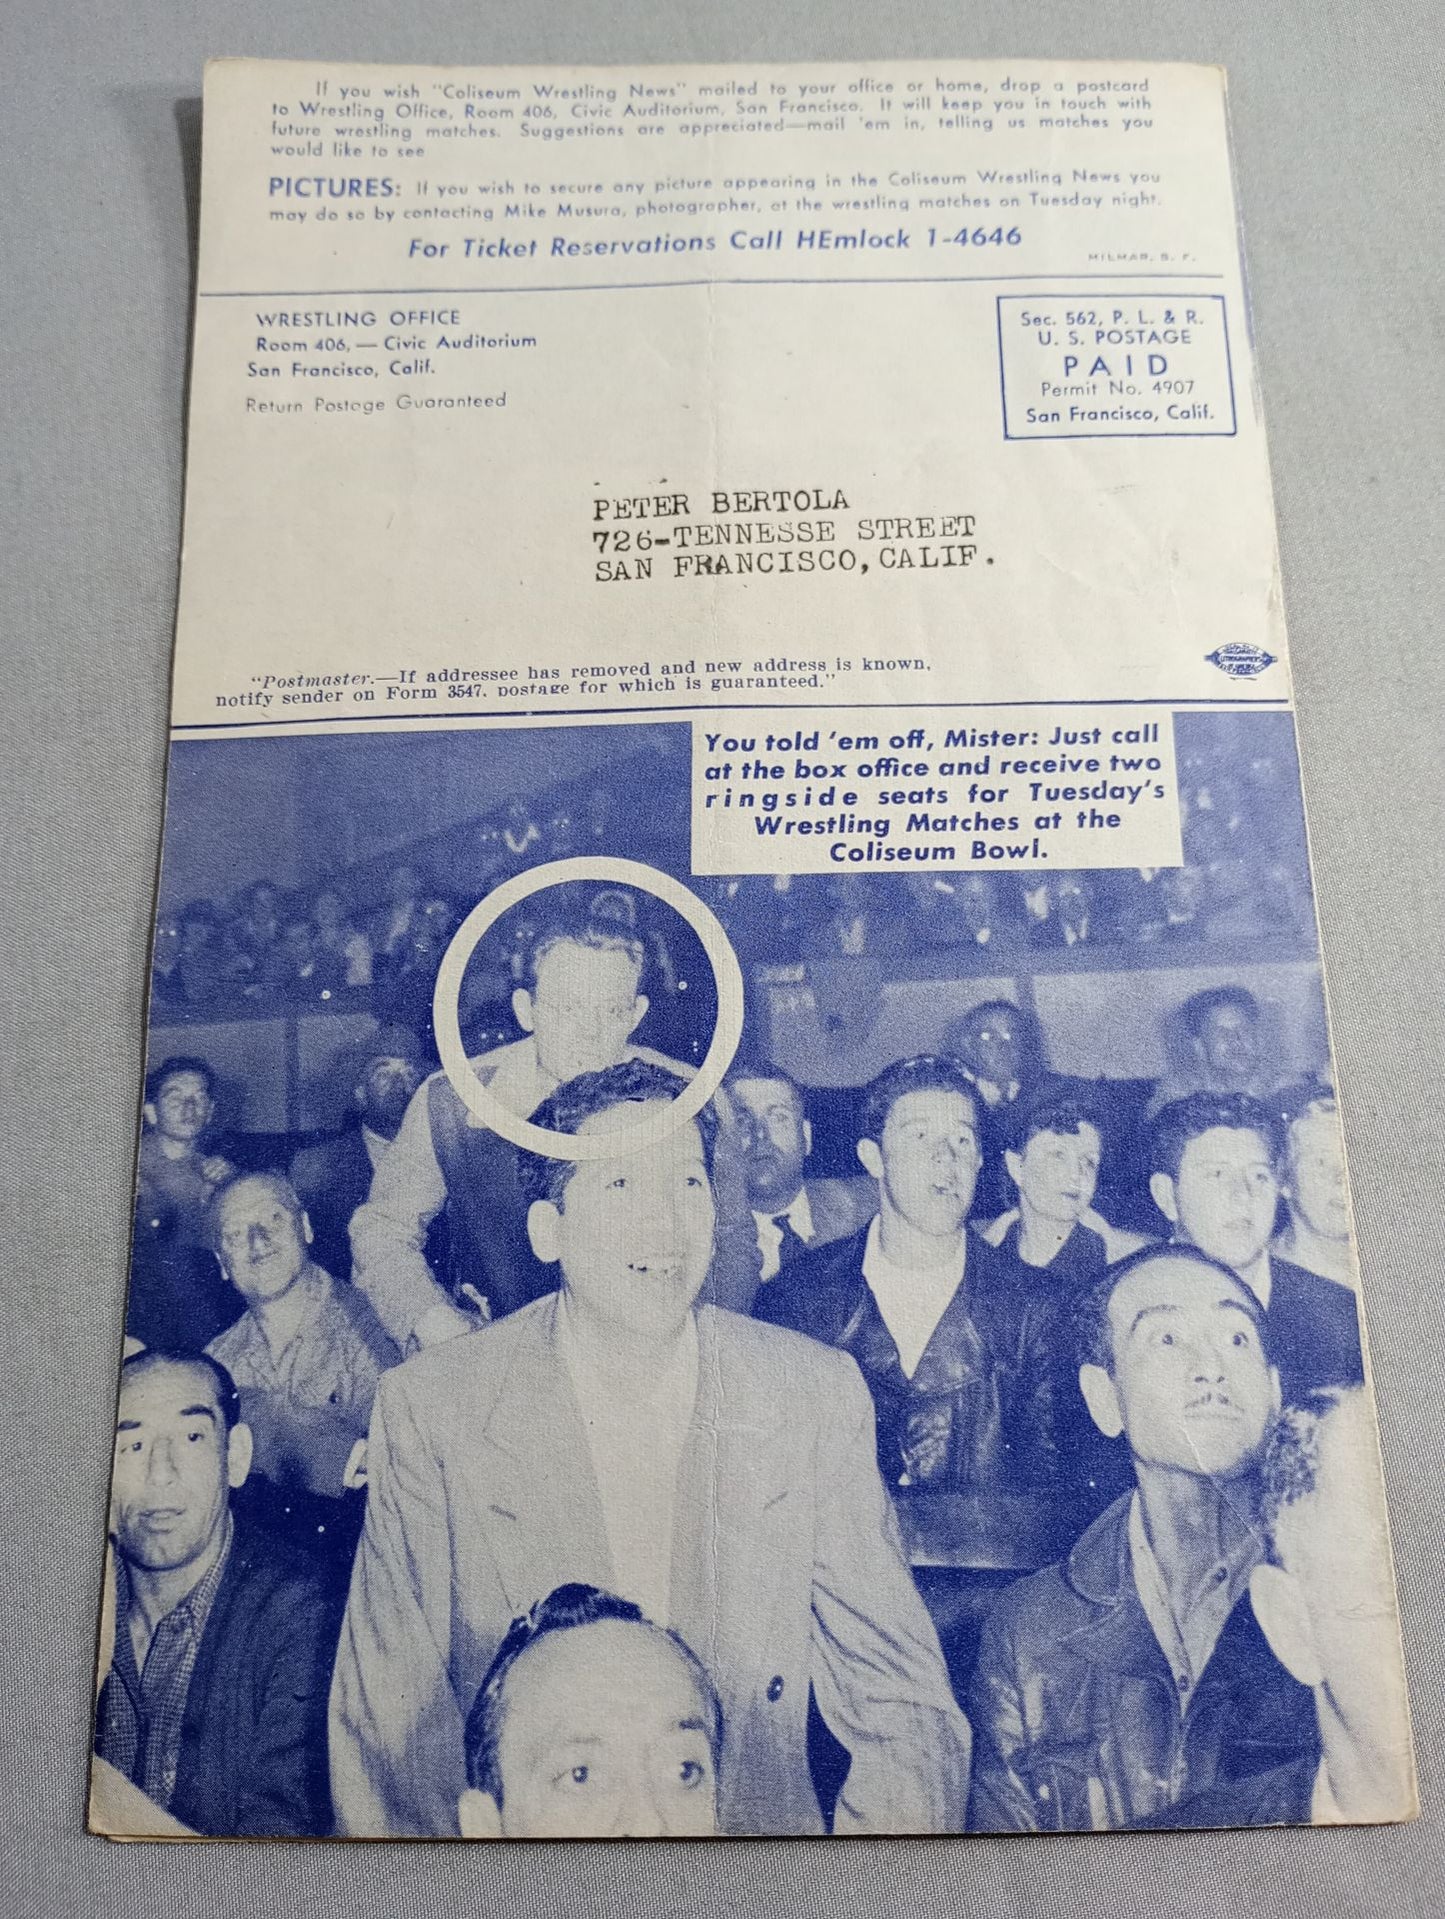 If you wish "Coliseum Wrestling News" mailed to your office or home, drop a postcard
to Wrestling Office, Room 406, Civic Auditorium, San Francisco. It will keep you in touch with
future wrestling matches. Suggestions are appreciated—mail 'em in, telling us matches you
would like to see
PICTURES: If you wish to secure any picture appearing in the Coliseum Wrestling News you
may do so by contacting Mike Musura, photographer, at the wrestling matches on Tuesday night.
For Ticket Reservations Call HEmlock 1-4646
MILMAR, S. F.
WRESTLING OFFICE
Room 406, — Civic Auditorium
San Francisco, Calif.
Return Postage Guaranteed
Sec. 562, P. L. & R.
U. S. POSTAGE
PAID
Permit No. 4907
San Francisco, Calif.
PETER BERTOLA
726-TENNESSE STREET
SAN FRANCISCO, CALIF.
"Postmaster.—If addressee has removed and new address is known,
notify sender on Form 3547, postage for which is guaranteed."
You told 'em off, Mister: Just call
at the box office and receive two
ringside seats for Tuesday's
Wrestling Matches at the
Coliseum Bowl.